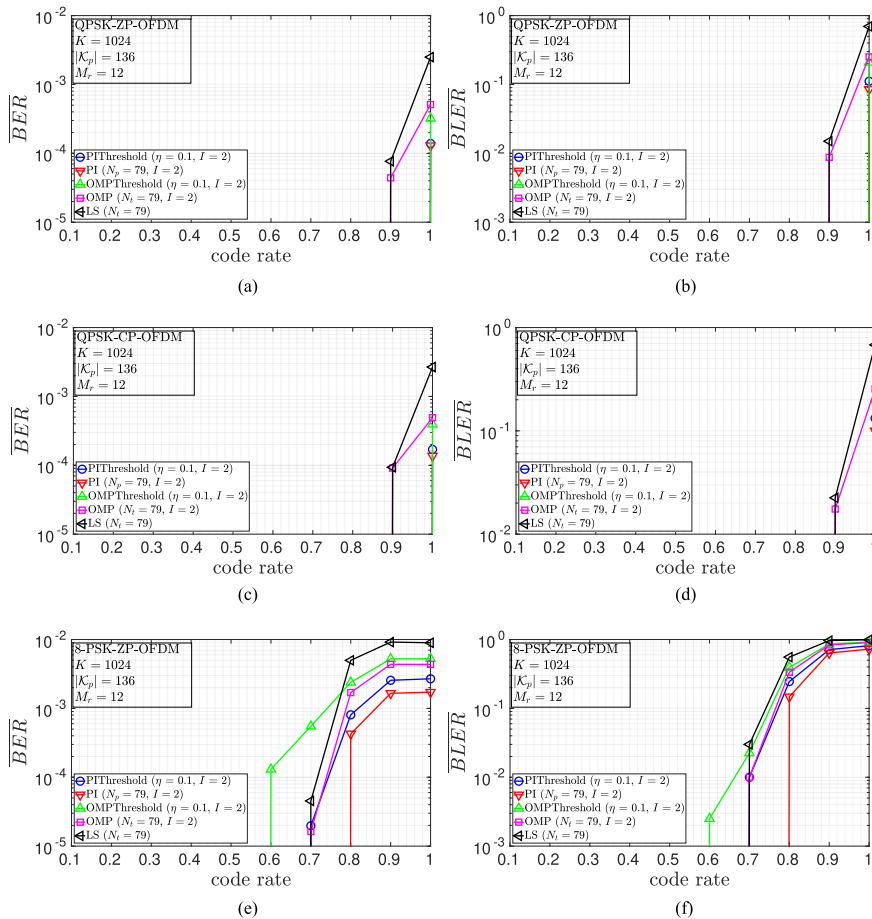 QPSK-ZP-OFDM
K = 1024
|𝒦p| = 136
Mr = 12
10^-2
10^-3
10^-4
10^-5
BER
PIThreshold (η = 0.1, I = 2)
PI (Np = 79, I = 2)
OMPThreshold (η = 0.1, I = 2)
OMP (Nt = 79, I = 2)
LS (Nt = 79)
0.1 0.2 0.3 0.4 0.5 0.6 0.7 0.8 0.9 1
code rate
(a)
QPSK-ZP-OFDM
K = 1024
|𝒦p| = 136
Mr = 12
10^0
10^-1
10^-2
10^-3
BLER
PIThreshold (η = 0.1, I = 2)
PI (Np = 79, I = 2)
OMPThreshold (η = 0.1, I = 2)
OMP (Nt = 79, I = 2)
LS (Nt = 79)
0.1 0.2 0.3 0.4 0.5 0.6 0.7 0.8 0.9 1
code rate
(b)
QPSK-CP-OFDM
K = 1024
|𝒦p| = 136
Mr = 12
10^-2
10^-3
10^-4
10^-5
BER
PIThreshold (η = 0.1, I = 2)
PI (Np = 79, I = 2)
OMPThreshold (η = 0.1, I = 2)
OMP (Nt = 79, I = 2)
LS (Nt = 79)
0.1 0.2 0.3 0.4 0.5 0.6 0.7 0.8 0.9 1
code rate
(c)
QPSK-CP-OFDM
K = 1024
|𝒦p| = 136
Mr = 12
10^0
10^-1
10^-2
BLER
PIThreshold (η = 0.1, I = 2)
PI (Np = 79, I = 2)
OMPThreshold (η = 0.1, I = 2)
OMP (Nt = 79, I = 2)
LS (Nt = 79)
0.1 0.2 0.3 0.4 0.5 0.6 0.7 0.8 0.9 1
code rate
(d)
8-PSK-ZP-OFDM
K = 1024
|𝒦p| = 136
Mr = 12
10^-2
10^-3
10^-4
10^-5
BER
PIThreshold (η = 0.1, I = 2)
PI (Np = 79, I = 2)
OMPThreshold (η = 0.1, I = 2)
OMP (Nt = 79, I = 2)
LS (Nt = 79)
0.1 0.2 0.3 0.4 0.5 0.6 0.7 0.8 0.9 1
code rate
(e)
8-PSK-ZP-OFDM
K = 1024
|𝒦p| = 136
Mr = 12
10^0
10^-1
10^-2
10^-3
BLER
PIThreshold (η = 0.1, I = 2)
PI (Np = 79, I = 2)
OMPThreshold (η = 0.1, I = 2)
OMP (Nt = 79, I = 2)
LS (Nt = 79)
0.1 0.2 0.3 0.4 0.5 0.6 0.7 0.8 0.9 1
code rate
(f)